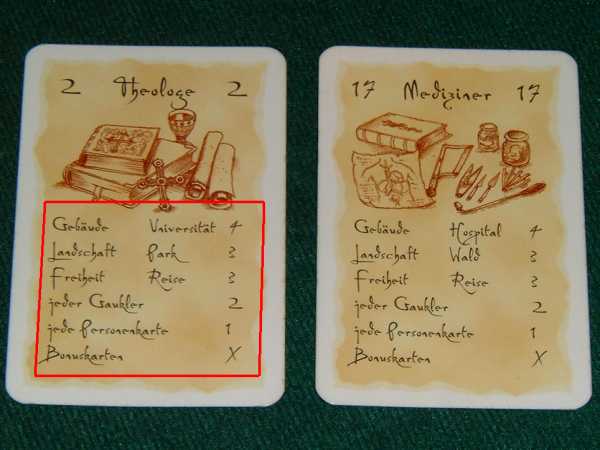 2 Theologe 2
Gebäude Universität 4
Landschaft Park 3
Freiheit Reise 3
jeder Gaukler 2
jede Personenkarte 1
Bonuskarten X
17 Mediziner 17
Gebäude Hospital 4
Landschaft Wald 3
Freiheit Reise 3
jeder Gaukler 2
jede Personenkarte 1
Bonuskarten X